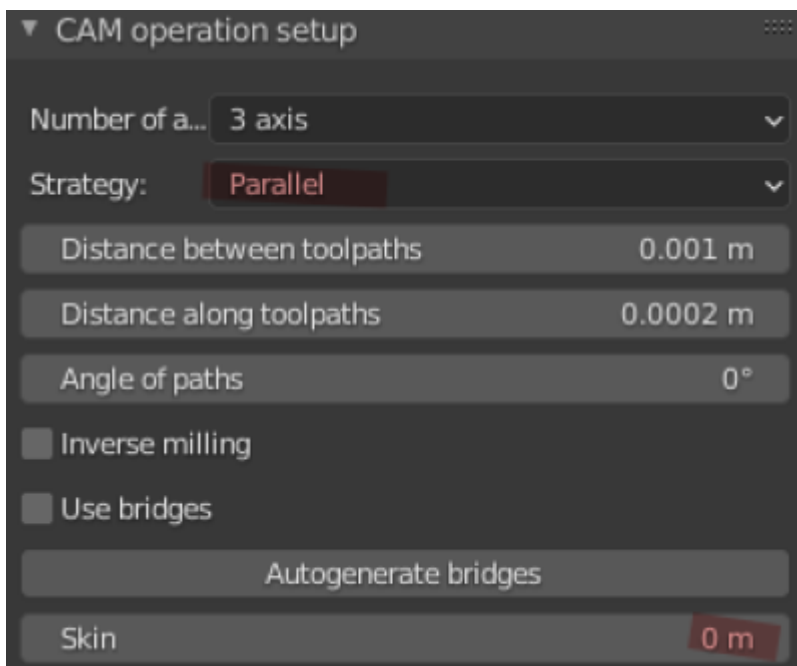 CAM operation setup
Number of a... 3 axis
Strategy: Parallel
Distance between toolpaths 0.001 m
Distance along toolpaths 0.0002 m
Angle of paths 0°
Inverse milling
Use bridges
Autogenerate bridges
Skin 0 m